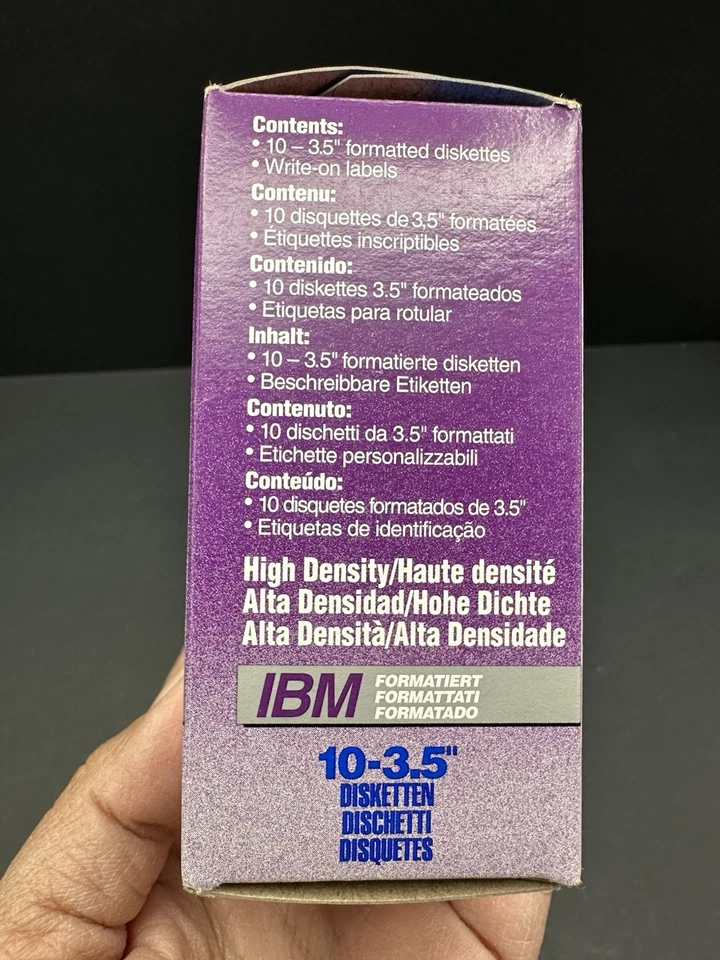 Contents:
• 10 – 3.5" formatted diskettes
• Write-on labels
Contenu:
• 10 disquettes de 3,5" formatées
• Étiquettes inscriptibles
Contenido:
• 10 diskettes 3.5" formateados
• Etiquetas para rotular
Inhalt:
• 10 – 3.5" formatierte disketten
• Beschreibbare Etiketten
Contenuto:
• 10 dischetti da 3.5" formattati
• Etichette personalizzabili
Conteúdo:
• 10 disquetes formatados de 3.5"
• Etiquetas de identificação
High Density/Haute densité
Alta Densidad/Hohe Dichte
Alta Densità/Alta Densidade
IBM
FORMATIERT
FORMATTATI
FORMATADO
10-3.5"
DISKETTEN
DISCHETTI
DISQUETES